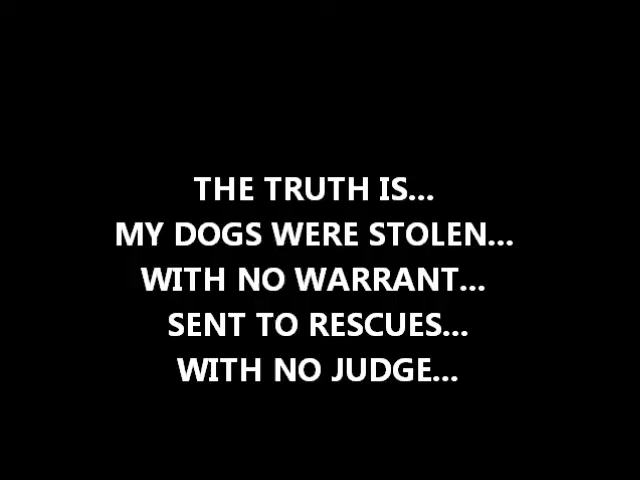 THE TRUTH IS...
MY DOGS WERE STOLEN...
WITH NO WARRANT...
SENT TO RESCUES...
WITH NO JUDGE...